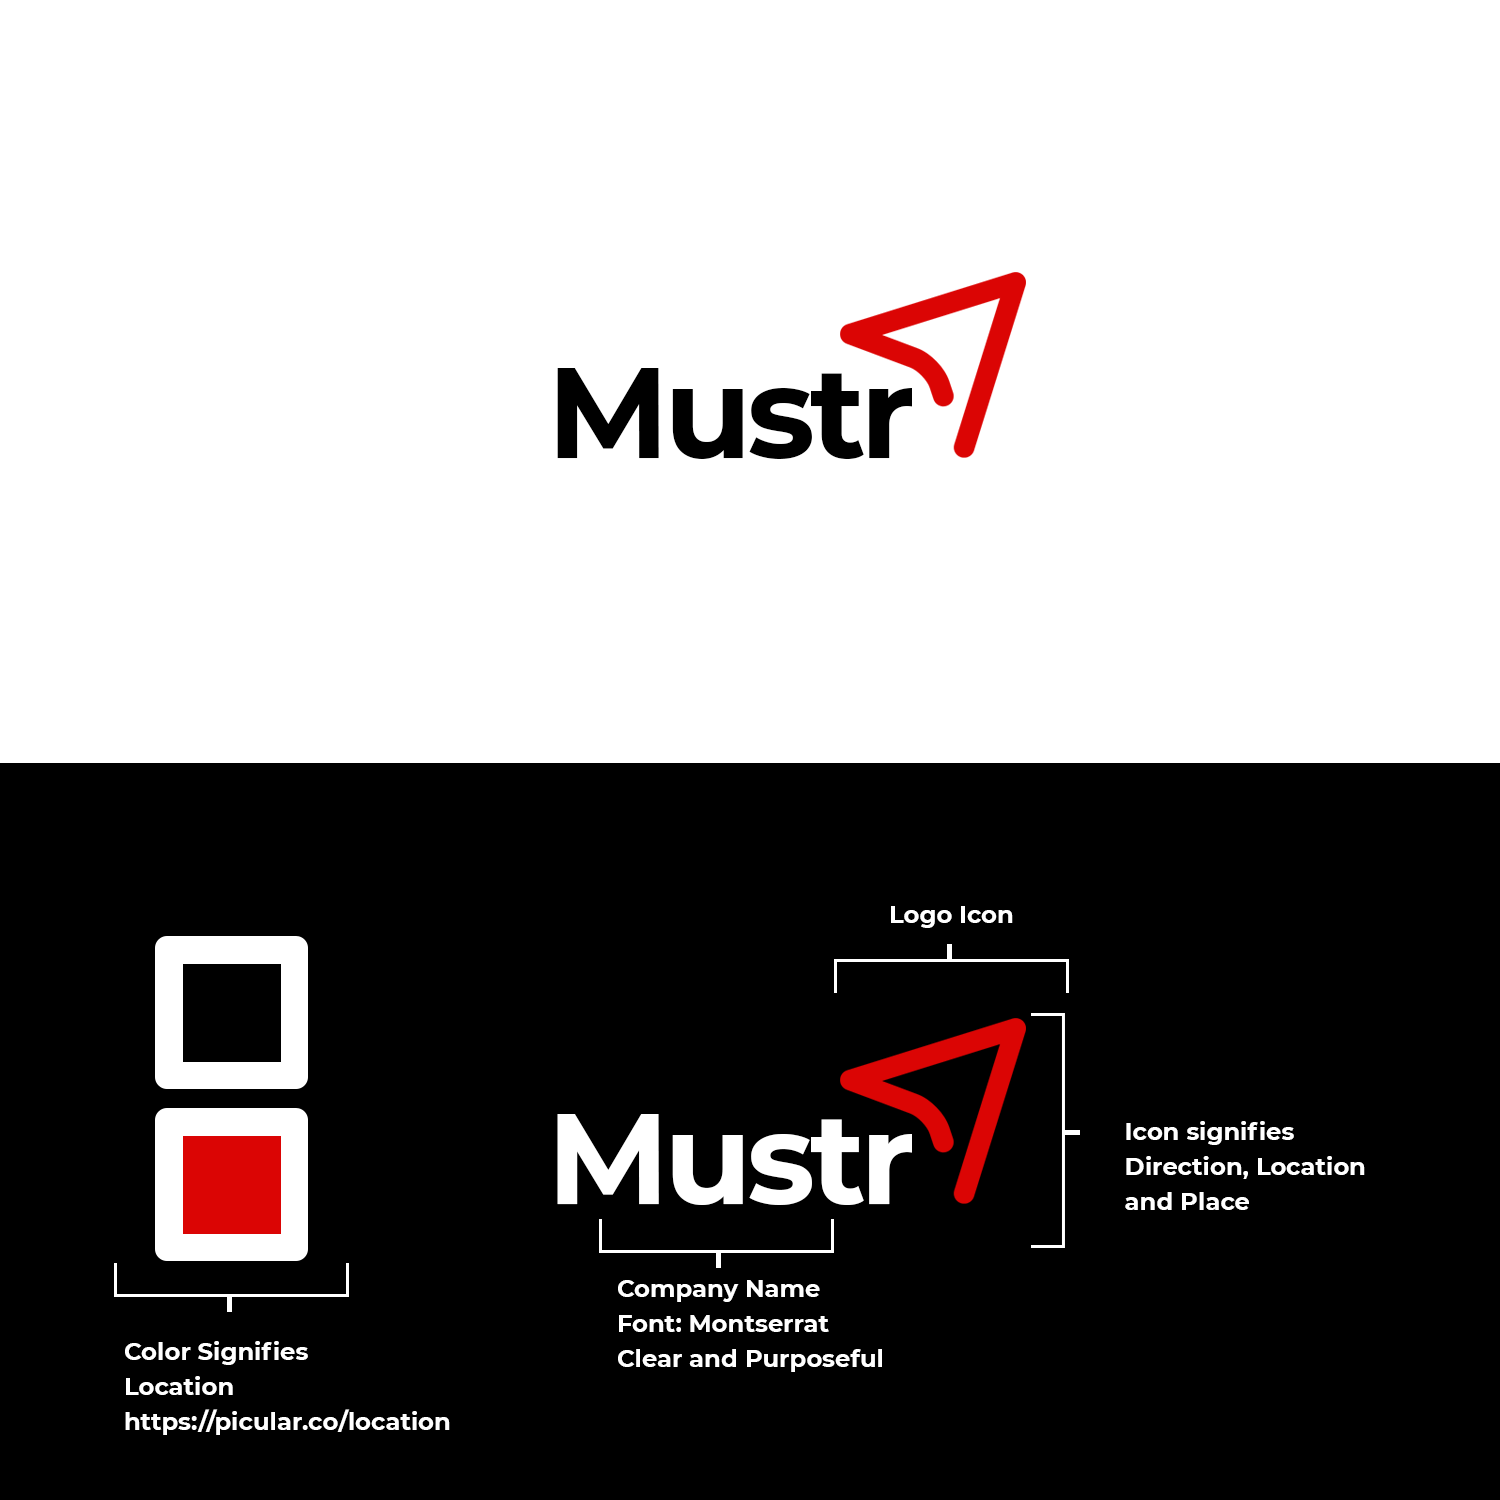 Mustr
Logo Icon
Mustr
Icon signifies
Direction, Location
and Place
Company Name
Font: Montserrat
Clear and Purposeful
Color Signifies
Location
https://picular.co/location